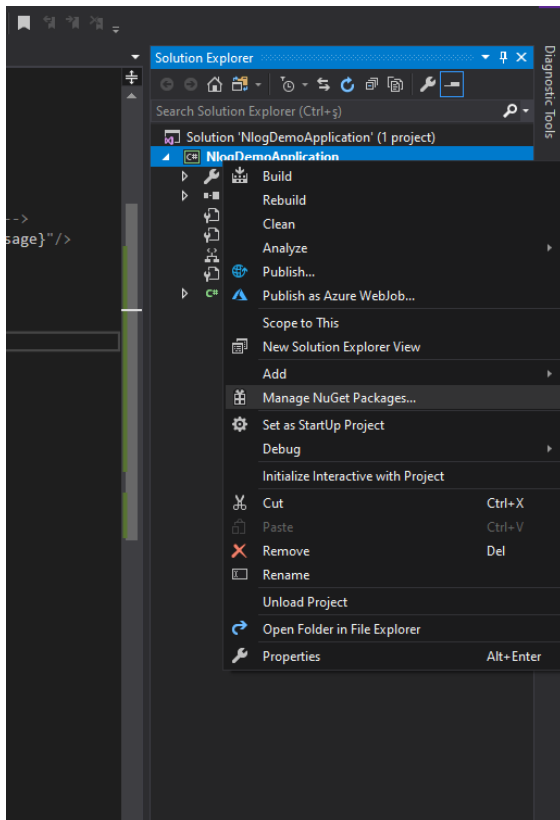 Solution Explorer
Search Solution Explorer (Ctrl+ş)
Solution 'NlogDemoApplication' (1 project)
NlogDemoApplication
C#
-->
sage}"/>
C#
Build
Rebuild
Clean
Analyze
Publish...
Publish as Azure WebJob...
Scope to This
New Solution Explorer View
Add
Manage NuGet Packages...
Set as StartUp Project
Debug
Initialize Interactive with Project
Cut Ctrl+X
Paste Ctrl+V
Remove Del
Rename
Unload Project
Open Folder in File Explorer
Properties Alt+Enter
Diagnostic Tools